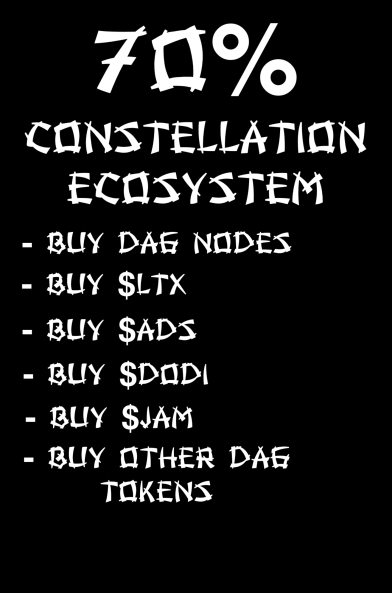 70%
CONSTELLATION
ECOSYSTEM
- BUY DAG NODES
- BUY $LTX
- BUY $ADS
- BUY $DODI
- BUY $JAM
- BUY OTHER DAG
TOKENS